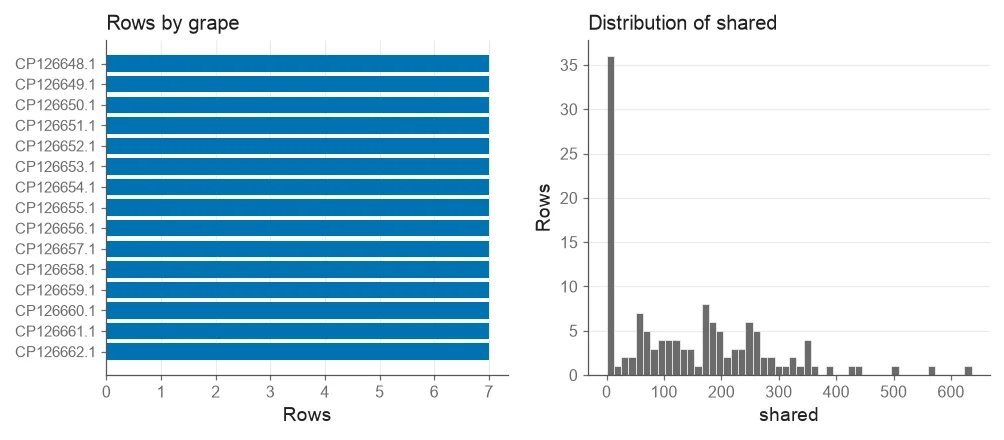 Rows by grape
CP126648.1
CP126649.1
CP126650.1
CP126651.1
CP126652.1
CP126653.1
CP126654.1
CP126655.1
CP126656.1
CP126657.1
CP126658.1
CP126659.1
CP126660.1
CP126661.1
CP126662.1
0 1 2 3 4 5 6 7
Rows
Distribution of shared
35
30
25
20
15
10
5
0
Rows
0 100 200 300 400 500 600
shared